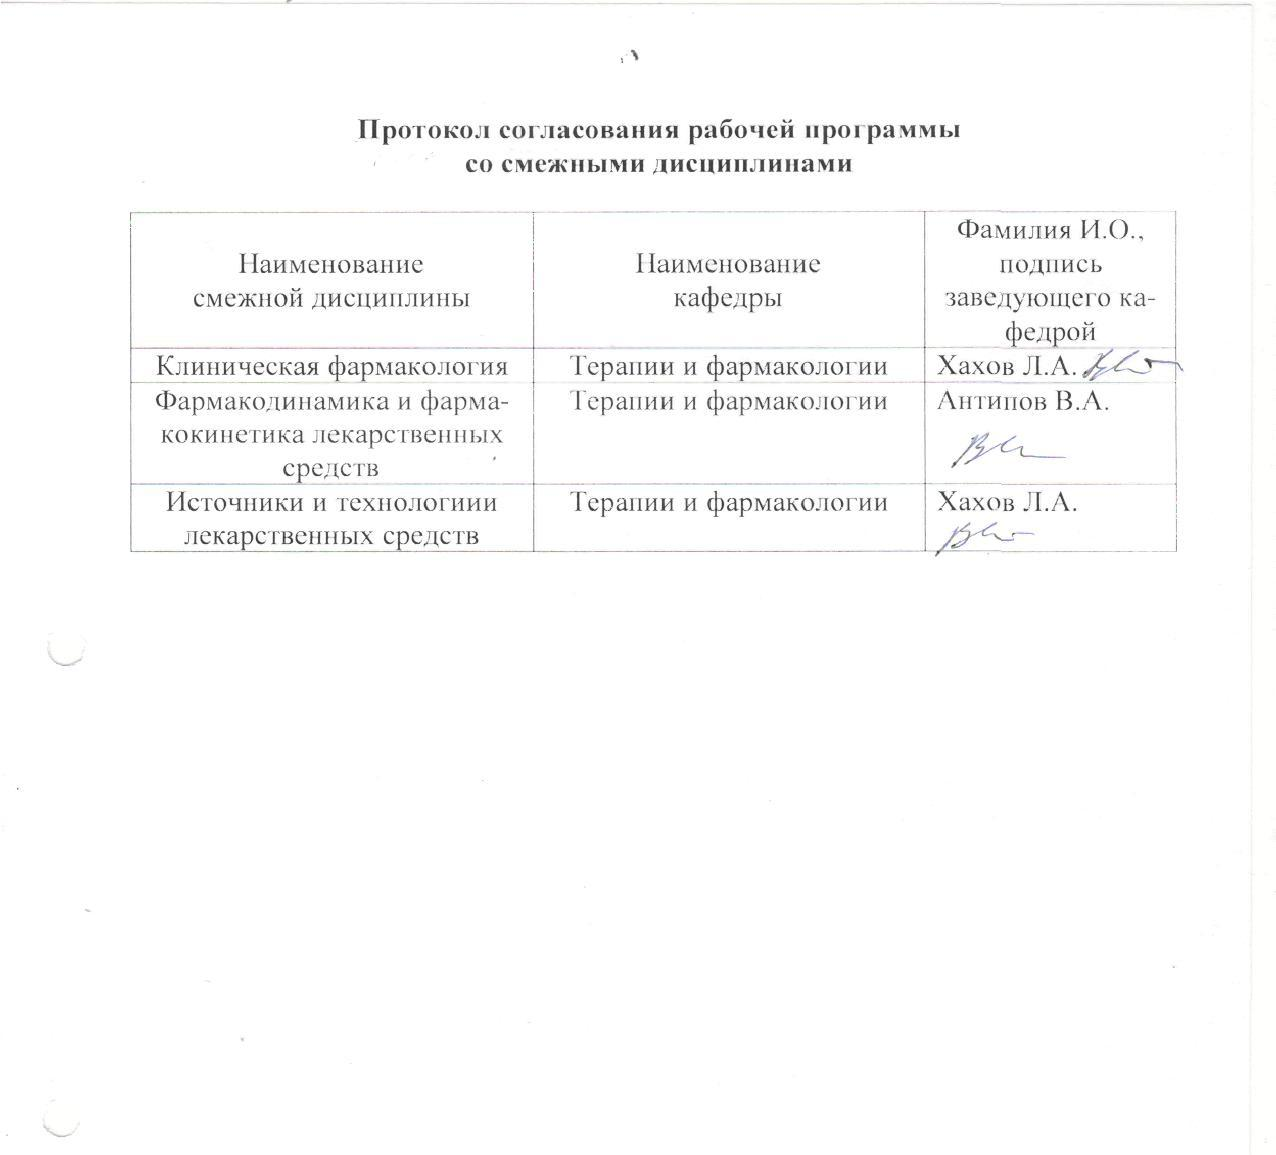 Протокол согласования рабочей программы
со смежными дисциплинами
Наименование
смежной дисциплины
Наименование
кафедры
Фамилия И.О.,
подпись
заведующего ка-
федрой
Клиническая фармакология
Терапии и фармакологии
Хахов Л.А.
Фармакодинамика и фарма-
кокинетика лекарственных
средств
Терапии и фармакологии
Антипов В.А.
Источники и технологиии
лекарственных средств
Терапии и фармакологии
Хахов Л.А.